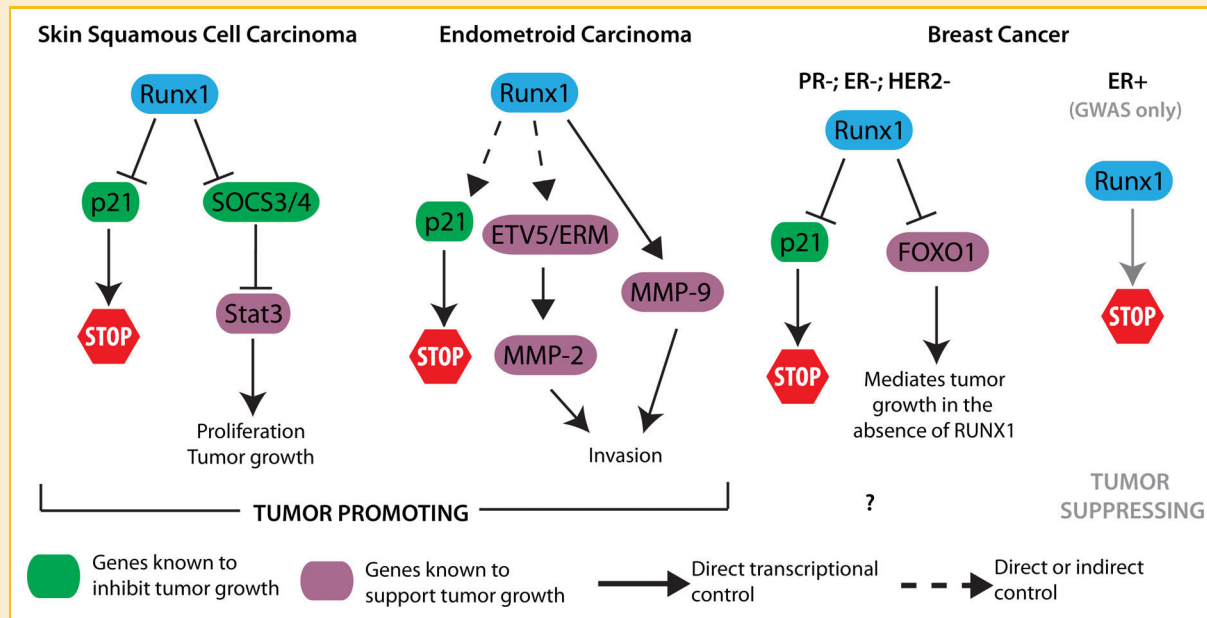 Skin Squamous Cell Carcinoma
Runx1
p21
SOCS3/4
STOP
Stat3
Proliferation
Tumor growth
Endometroid Carcinoma
Runx1
p21
ETV5/ERM
MMP-9
STOP
MMP-2
Invasion
TUMOR PROMOTING
Breast Cancer
PR-; ER-; HER2-
Runx1
p21
FOXO1
STOP
Mediates tumor
growth in the
absence of RUNX1
?
ER+
(GWAS only)
Runx1
STOP
TUMOR
SUPPRESSING
Genes known to
inhibit tumor growth
Genes known to
support tumor growth
Direct transcriptional
control
Direct or indirect
control